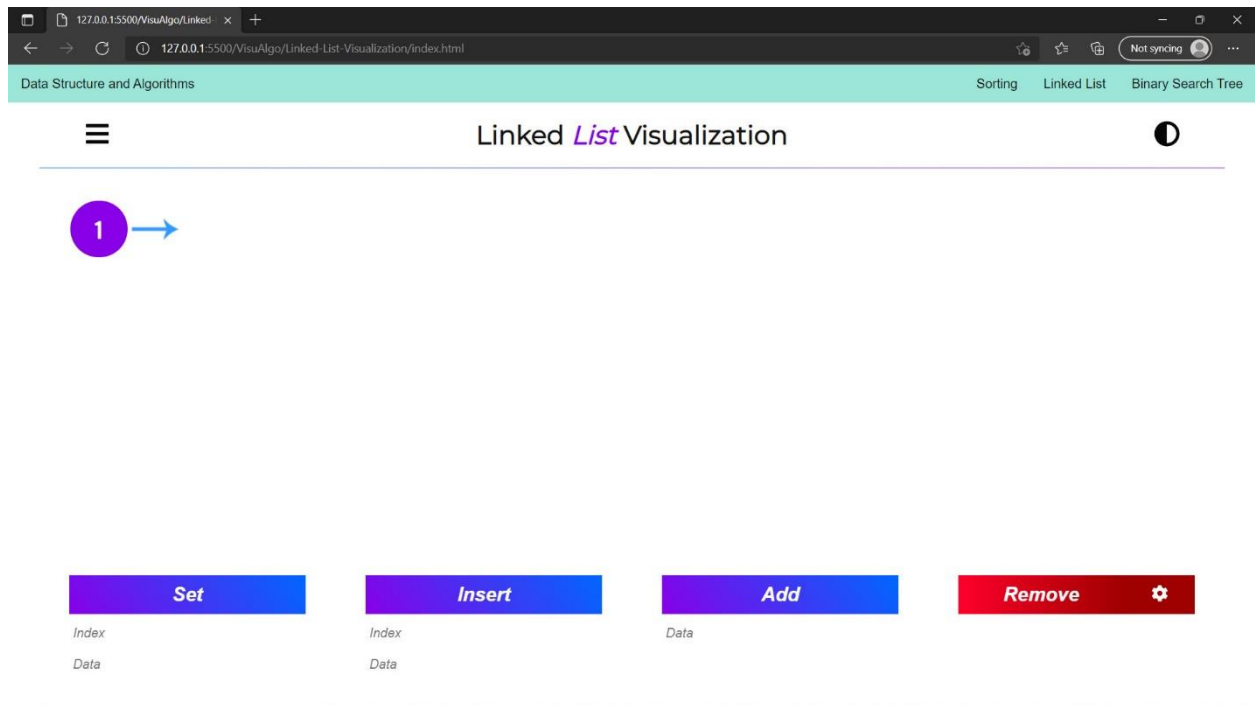 127.0.0.1:5500/VisuAlgo/Linked-
127.0.0.1:5500/VisuAlgo/Linked-List-Visualization/index.html
Not syncing
Data Structure and Algorithms
Sorting
Linked List
Binary Search Tree
Linked List Visualization
1
Set
Insert
Add
Remove
Index
Index
Data
Data
Data